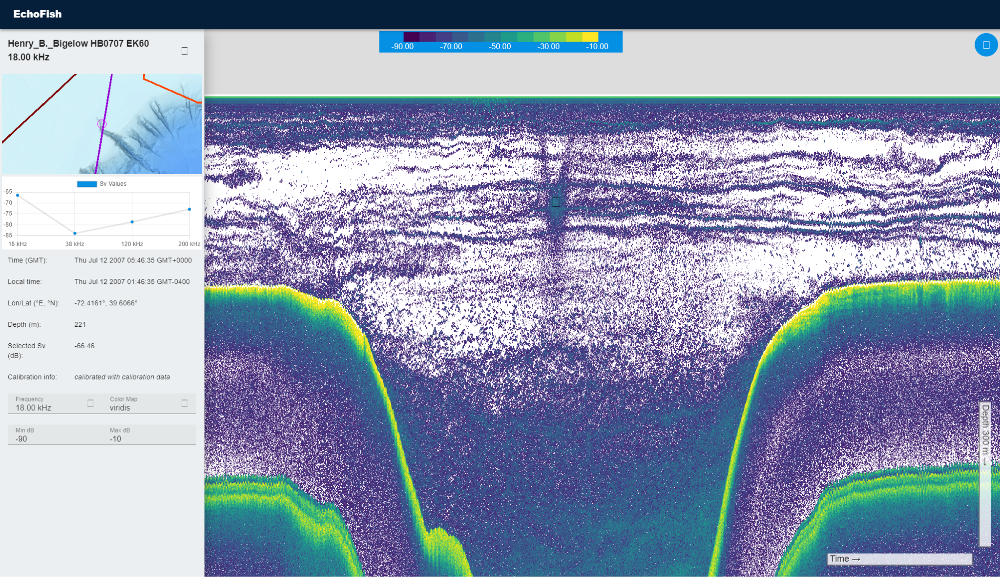 EchoFish
Henry_B._Bigelow HB0707 EK60
18.00 kHz
-90.00 -70.00 -50.00 -30.00 -10.00
Sv Values
-65
-70
-75
-80
-85
18 kHz 38 kHz 120 kHz 200 kHz
Time (GMT): Thu Jul 12 2007 05:46:35 GMT+0000
Local time: Thu Jul 12 2007 01:46:35 GMT-0400
Lon/Lat (°E, °N): -72.4161°, 39.6066°
Depth (m): 221
Selected Sv -66.46
(dB):
Calibration info: calibrated with calibration data
Frequency Color Map
18.00 kHz viridis
Min dB Max dB
-90 -10
Depth 300 m →
Time →